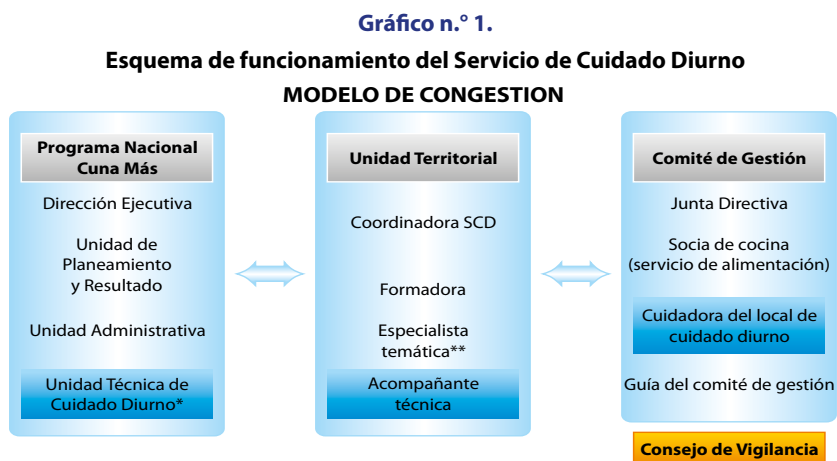 Gráfico n.° 1.
Esquema de funcionamiento del Servicio de Cuidado Diurno
MODELO DE CONGESTION
Programa Nacional
Cuna Más
Dirección Ejecutiva
Unidad de
Planeamiento
y Resultado
Unidad Administrativa
Unidad Técnica de
Cuidado Diurno*
Unidad Territorial
Coordinadora SCD
Formadora
Especialista
temática**
Acompañante
técnica
Comité de Gestión
Junta Directiva
Socia de cocina
(servicio de alimentación)
Cuidadora del local de
cuidado diurno
Guía del comité de gestión
Consejo de Vigilancia